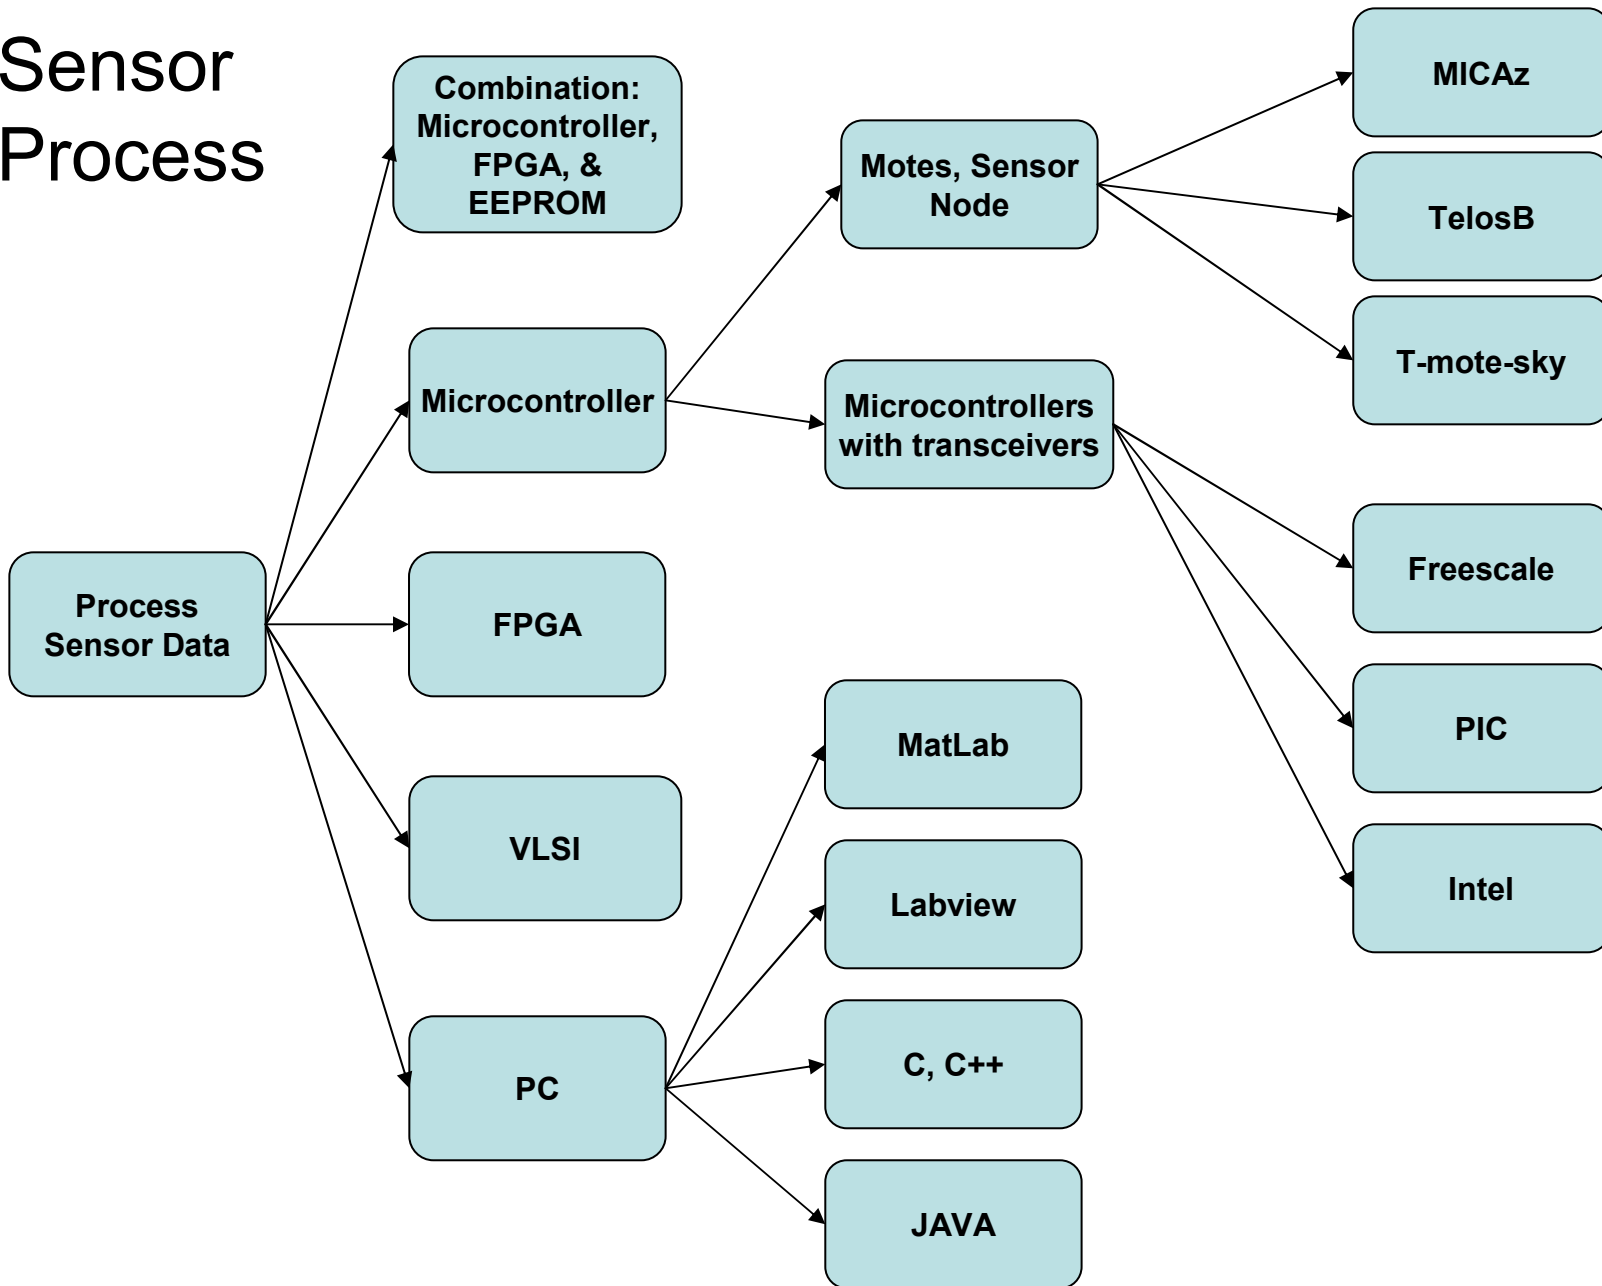 Sensor
Process
Combination:
Microcontroller,
FPGA, &
EEPROM
Motes, Sensor
Node
MICAz
TelosB
T-mote-sky
Microcontroller
Microcontrollers
with transceivers
Freescale
PIC
Intel
Process
Sensor Data
FPGA
VLSI
PC
MatLab
Labview
C, C++
JAVA